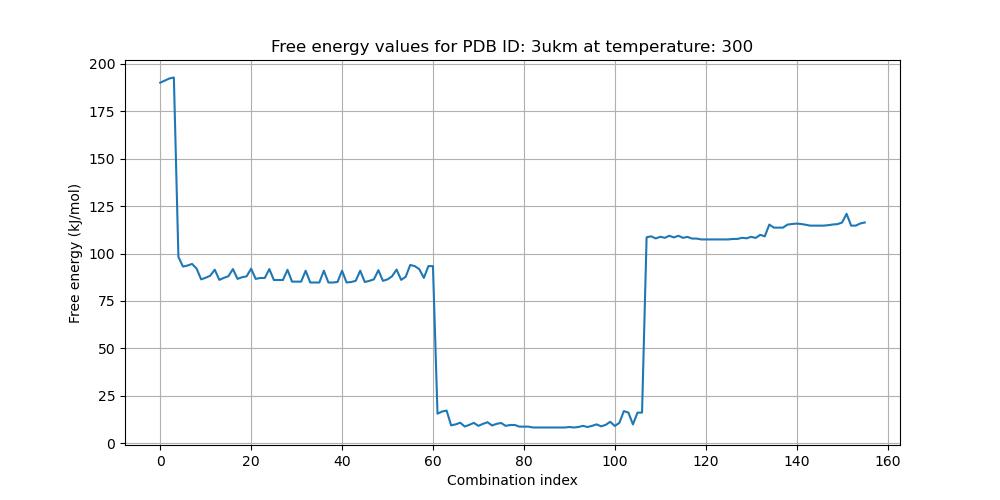 Free energy values for PDB ID: 3ukm at temperature: 300
200
175
150
125
100
75
50
25
0
Free energy (kJ/mol)
0 20 40 60 80 100 120 140 160
Combination index